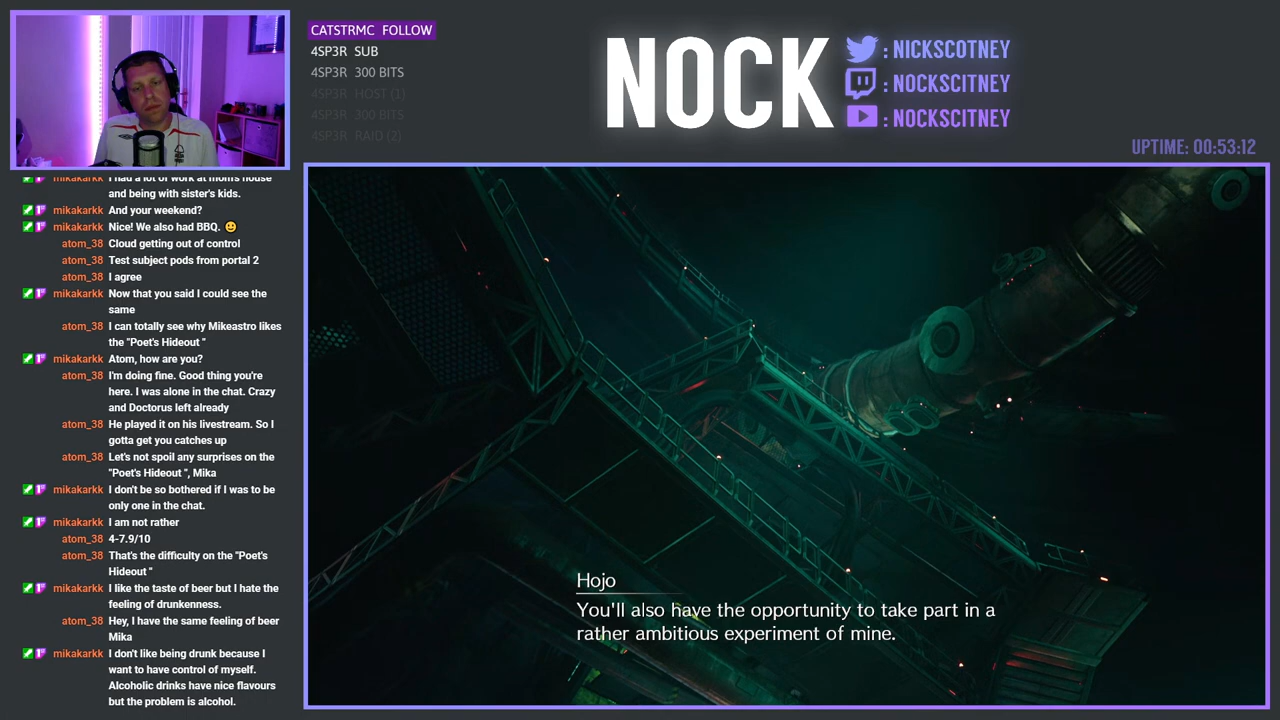 CATSTRMC FOLLOW
4SP3R SUB
4SP3R 300 BITS
4SP3R HOST (1)
4SP3R 300 BITS
4SP3R RAID (2)
NOCK
: NICKSCOTNEY
: NOCKSCITNEY
: NOCKSCITNEY
UPTIME: 00:53:12
mikakarkk I had a lot of work at mom's house
and being with sister's kids.
mikakarkk And your weekend?
mikakarkk Nice! We also had BBQ. 😃
atom_38 Cloud getting out of control
atom_38 Test subject pods from portal 2
atom_38 I agree
mikakarkk Now that you said I could see the
same
atom_38 I can totally see why Mikeastro likes
the "Poet's Hideout "
mikakarkk Atom, how are you?
atom_38 I'm doing fine. Good thing you're
here. I was alone in the chat. Crazy
and Doctorus left already
atom_38 He played it on his livestream. So I
gotta get you catches up
atom_38 Let's not spoil any surprises on the
"Poet's Hideout ", Mika
mikakarkk I don't be so bothered if I was to be
only one in the chat.
mikakarkk I am not rather
atom_38 4-7.9/10
atom_38 That's the difficulty on the "Poet's
Hideout "
mikakarkk I like the taste of beer but I hate the
feeling of drunkenness.
atom_38 Hey, I have the same feeling of beer
Mika
mikakarkk I don't like being drunk because I
want to have control of myself.
Alcoholic drinks have nice flavours
but the problem is alcohol.
Hojo
You'll also have the opportunity to take part in a
rather ambitious experiment of mine.